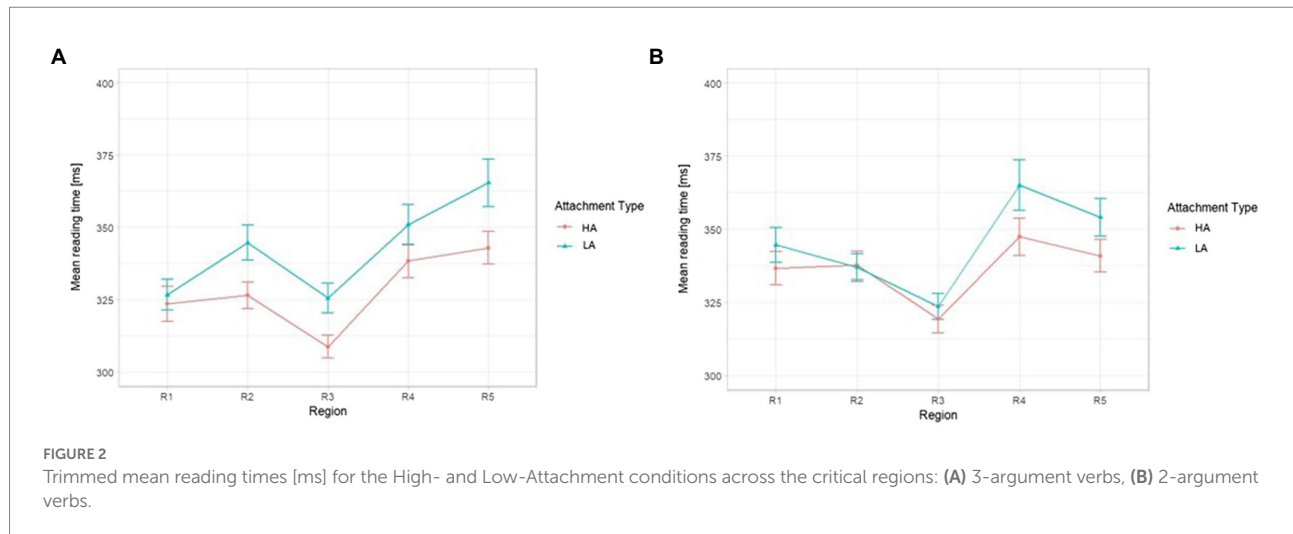 A
B
400
375
350
325
300
Mean reading time [ms]
R1 R2 R3 R4 R5
Region
Attachment Type
HA
LA
400
375
350
325
300
Mean reading time [ms]
R1 R2 R3 R4 R5
Region
Attachment Type
HA
LA
FIGURE 2
Trimmed mean reading times [ms] for the High- and Low-Attachment conditions across the critical regions: (A) 3-argument verbs, (B) 2-argument
verbs.